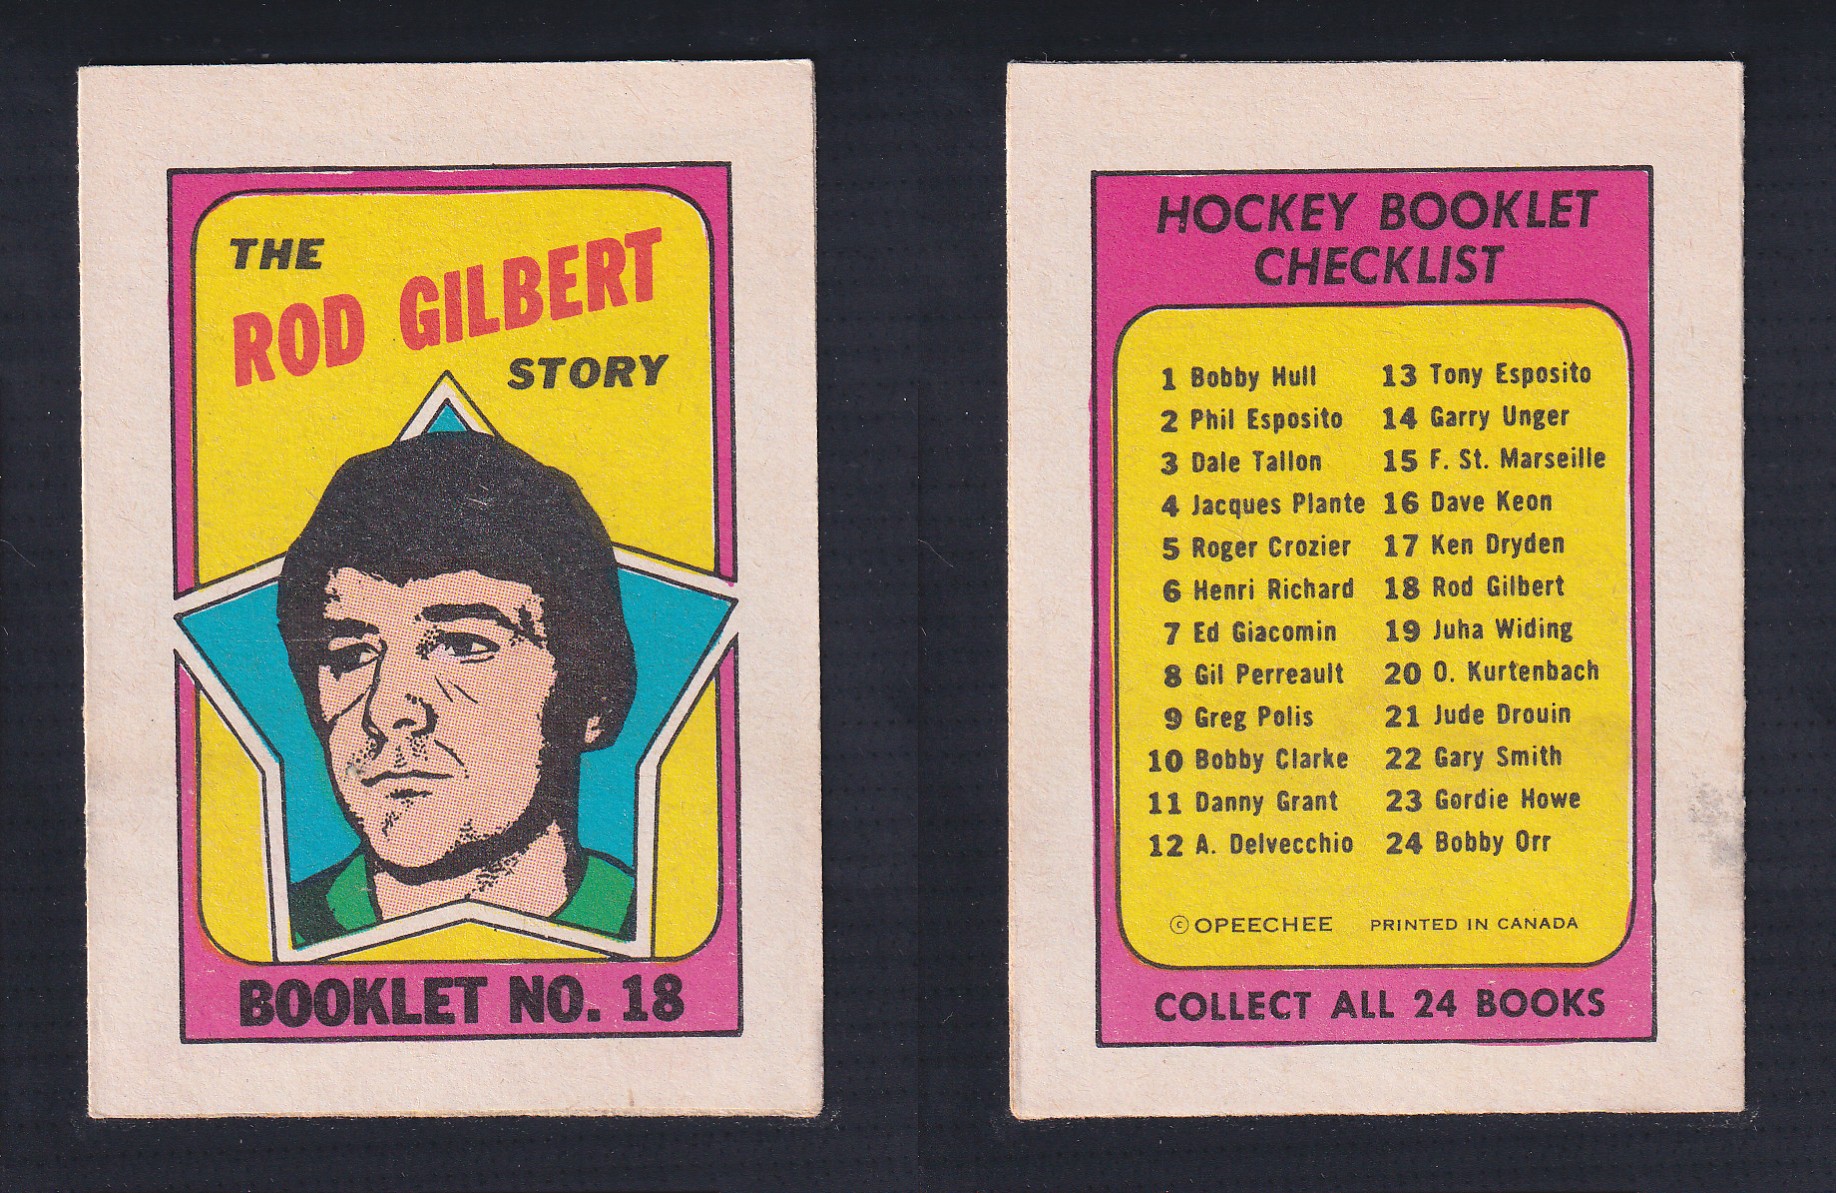 THE
ROD GILBERT
STORY
BOOKLET NO. 18
HOCKEY BOOKLET
CHECKLIST
1 Bobby Hull
2 Phil Esposito
3 Dale Tallon
4 Jacques Plante
5 Roger Crozier
6 Henri Richard
7 Ed Giacomin
8 Gil Perreault
9 Greg Polis
10 Bobby Clarke
11 Danny Grant
12 A. Delvecchio
13 Tony Esposito
14 Garry Unger
15 F. St. Marseille
16 Dave Keon
17 Ken Dryden
18 Rod Gilbert
19 Juha Widing
20 O. Kurtenbach
21 Jude Drouin
22 Gary Smith
23 Gordie Howe
24 Bobby Orr
© OPEECHEE PRINTED IN CANADA
COLLECT ALL 24 BOOKS